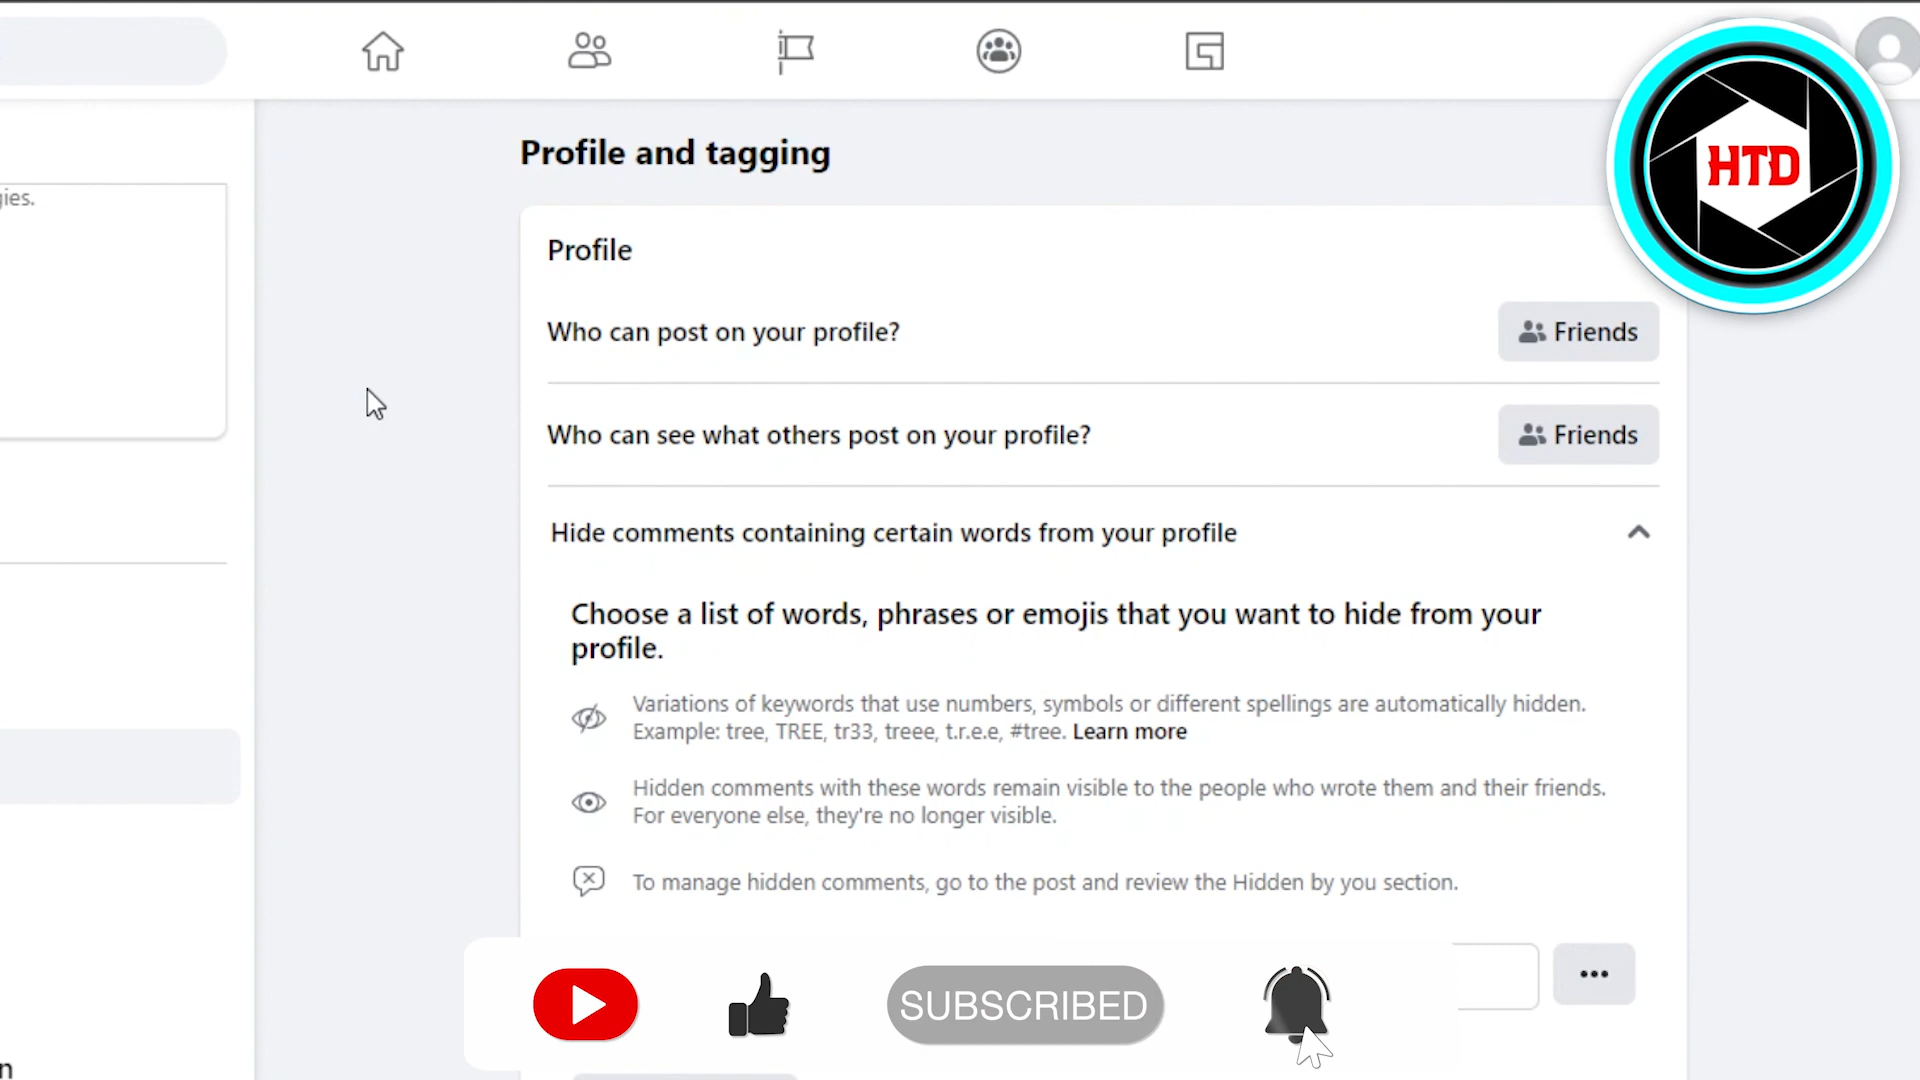 HTD
Profile and tagging
gies.
Profile
Who can post on your profile?
Friends
Who can see what others post on your profile?
Friends
Hide comments containing certain words from your profile
Choose a list of words, phrases or emojis that you want to hide from your
profile.
Variations of keywords that use numbers, symbols or different spellings are automatically hidden.
Example: tree, TREE, tr33, treee, t.r.e.e, #tree. Learn more
Hidden comments with these words remain visible to the people who wrote them and their friends.
For everyone else, they're no longer visible.
To manage hidden comments, go to the post and review the Hidden by you section.
SUBSCRIBED
n